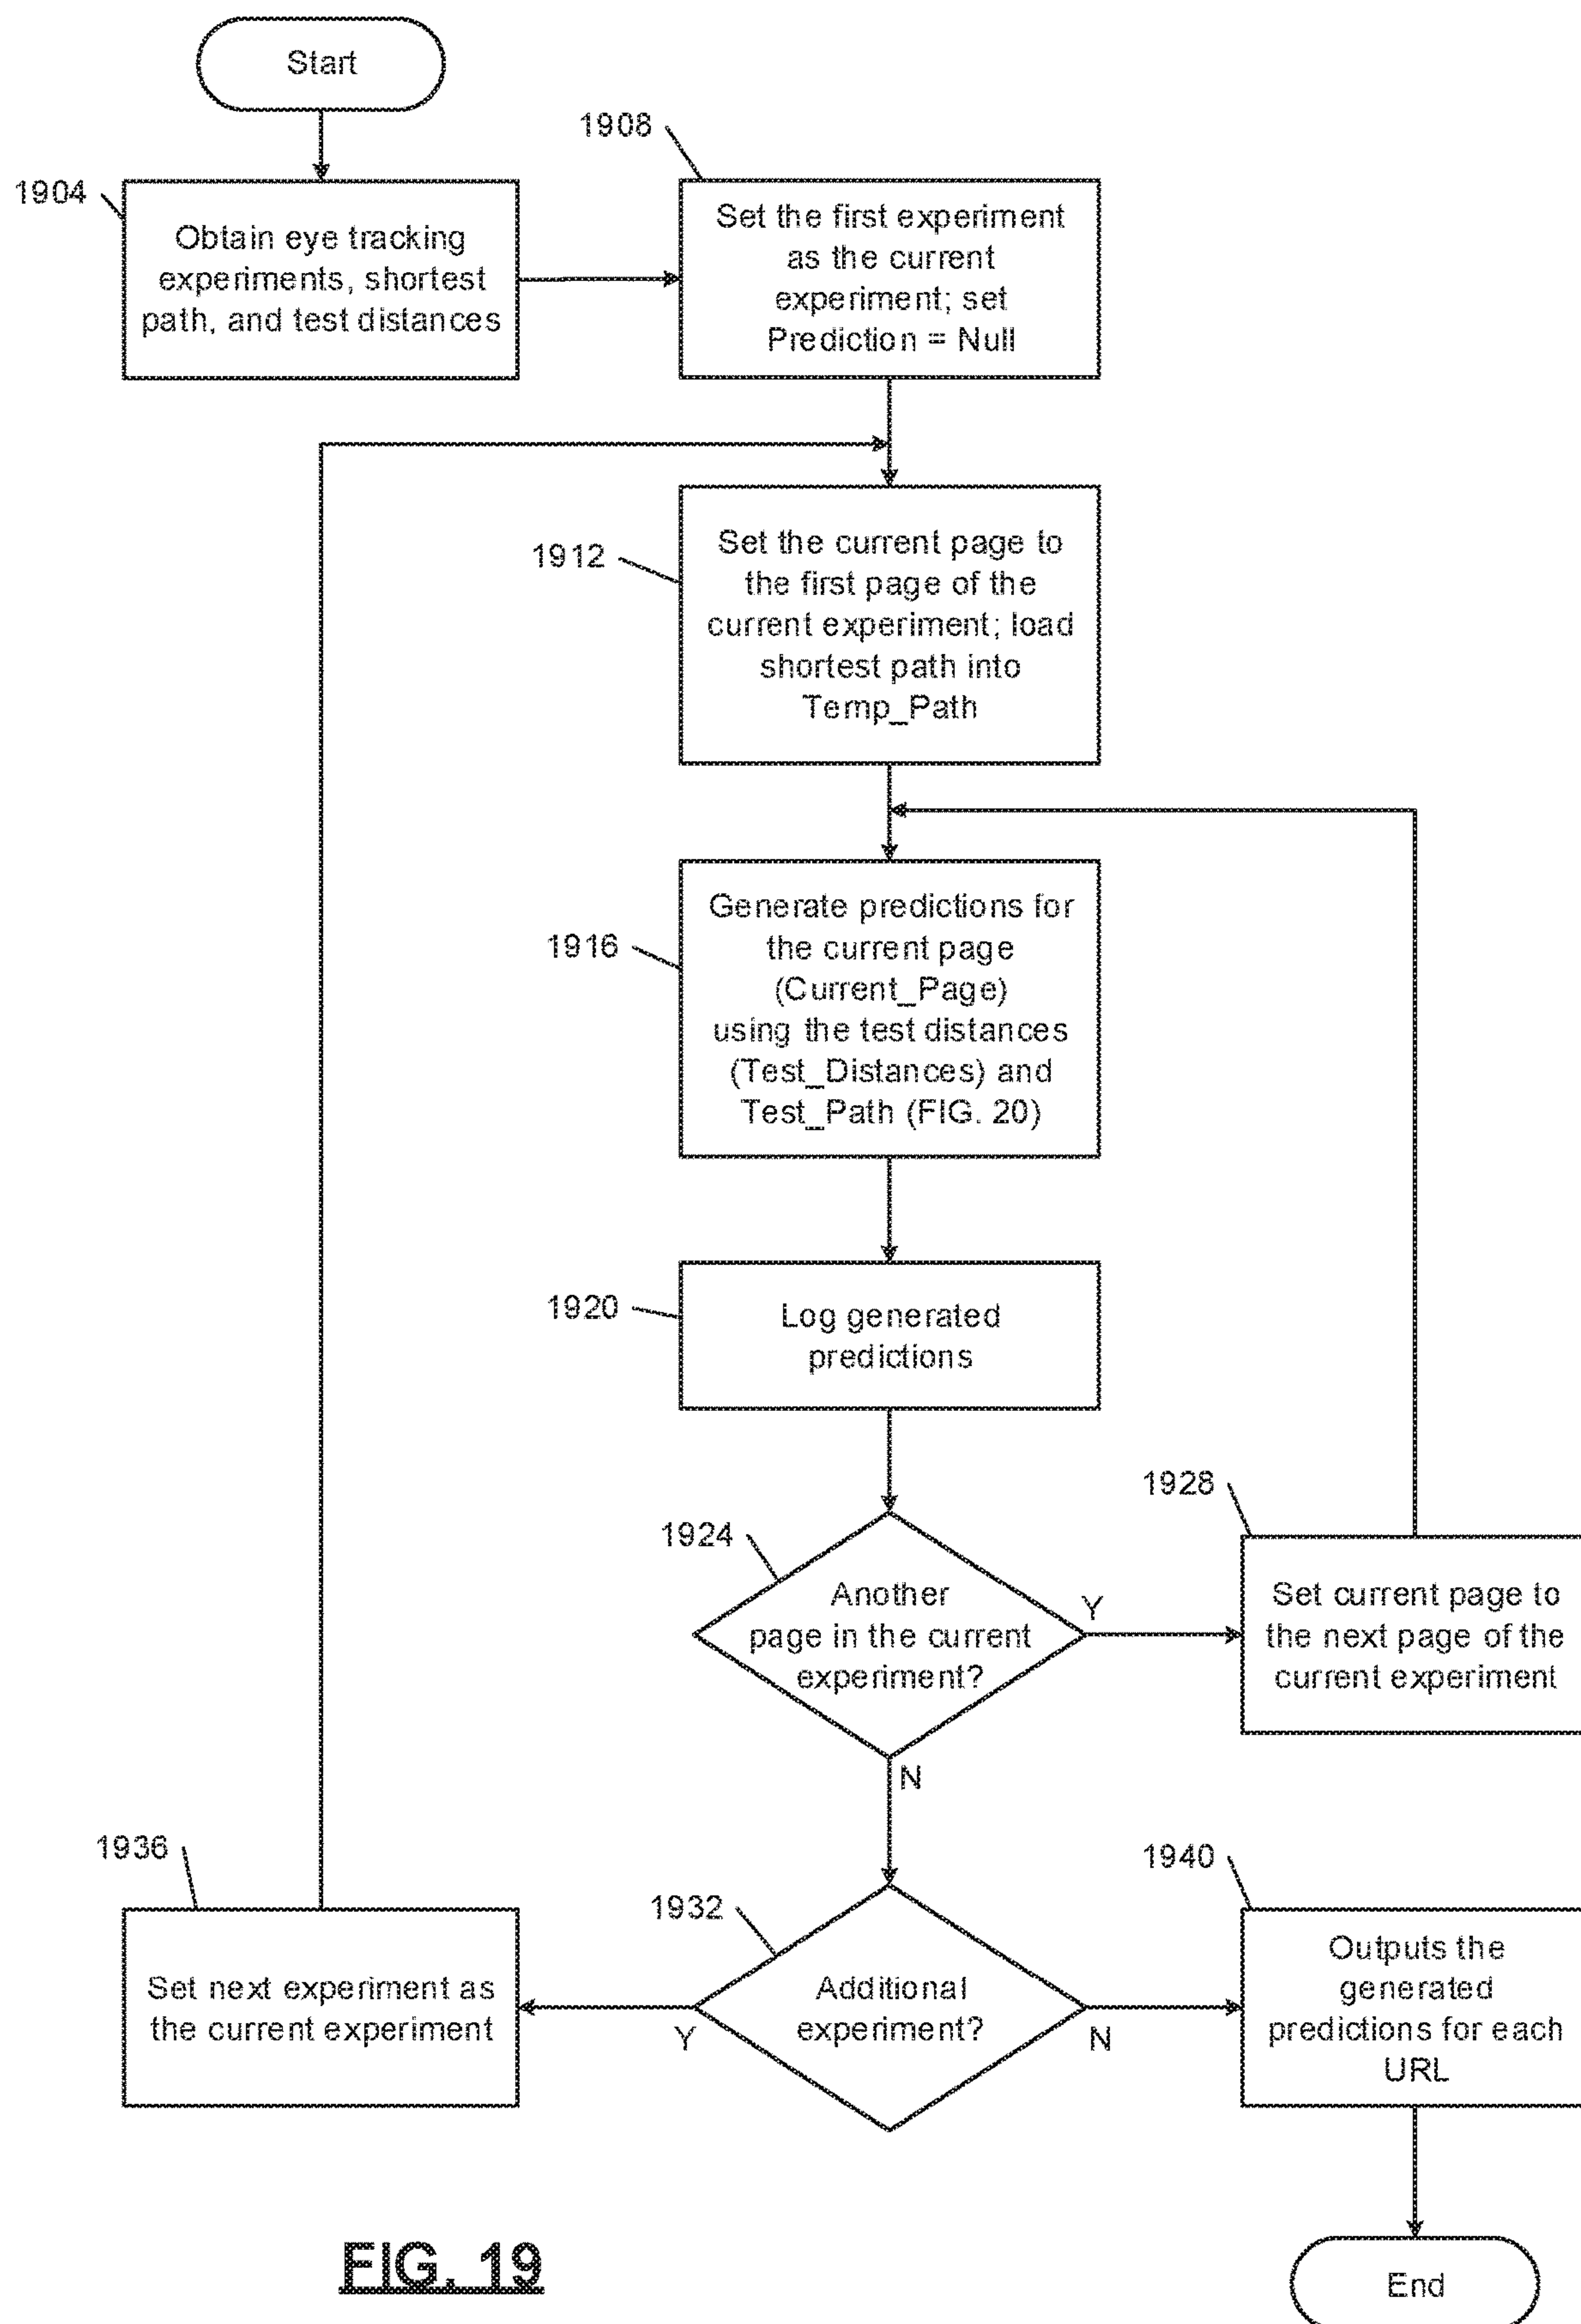 Start
1904
Obtain eye tracking
experiments, shortest
path, and test distances
1908
Set the first experiment
as the current
experiment; set
Prediction = Null
1912
Set the current page to
the first page of the
current experiment; load
shortest path into
Temp_Path
1916
Generate predictions for
the current page
(Current_Page)
using the test distances
(Test_Distances) and
Test_Path (FIG. 20)
1920
Log generated
predictions
1924
Another
page in the current
experiment?
Y
N
1928
Set current page to
the next page of the
current experiment
1932
Additional
experiment?
Y
N
1936
Set next experiment as
the current experiment
1940
Outputs the
generated
predictions for each
URL
End
FIG. 19